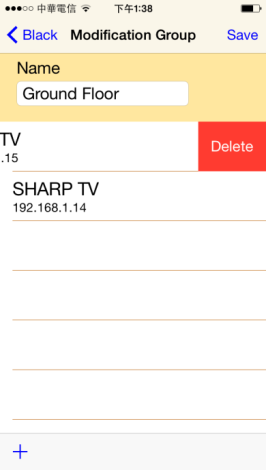 中華電信 下午1:38
Black Modification Group Save
Name
Ground Floor
TV
.15
Delete
SHARP TV
192.168.1.14
+